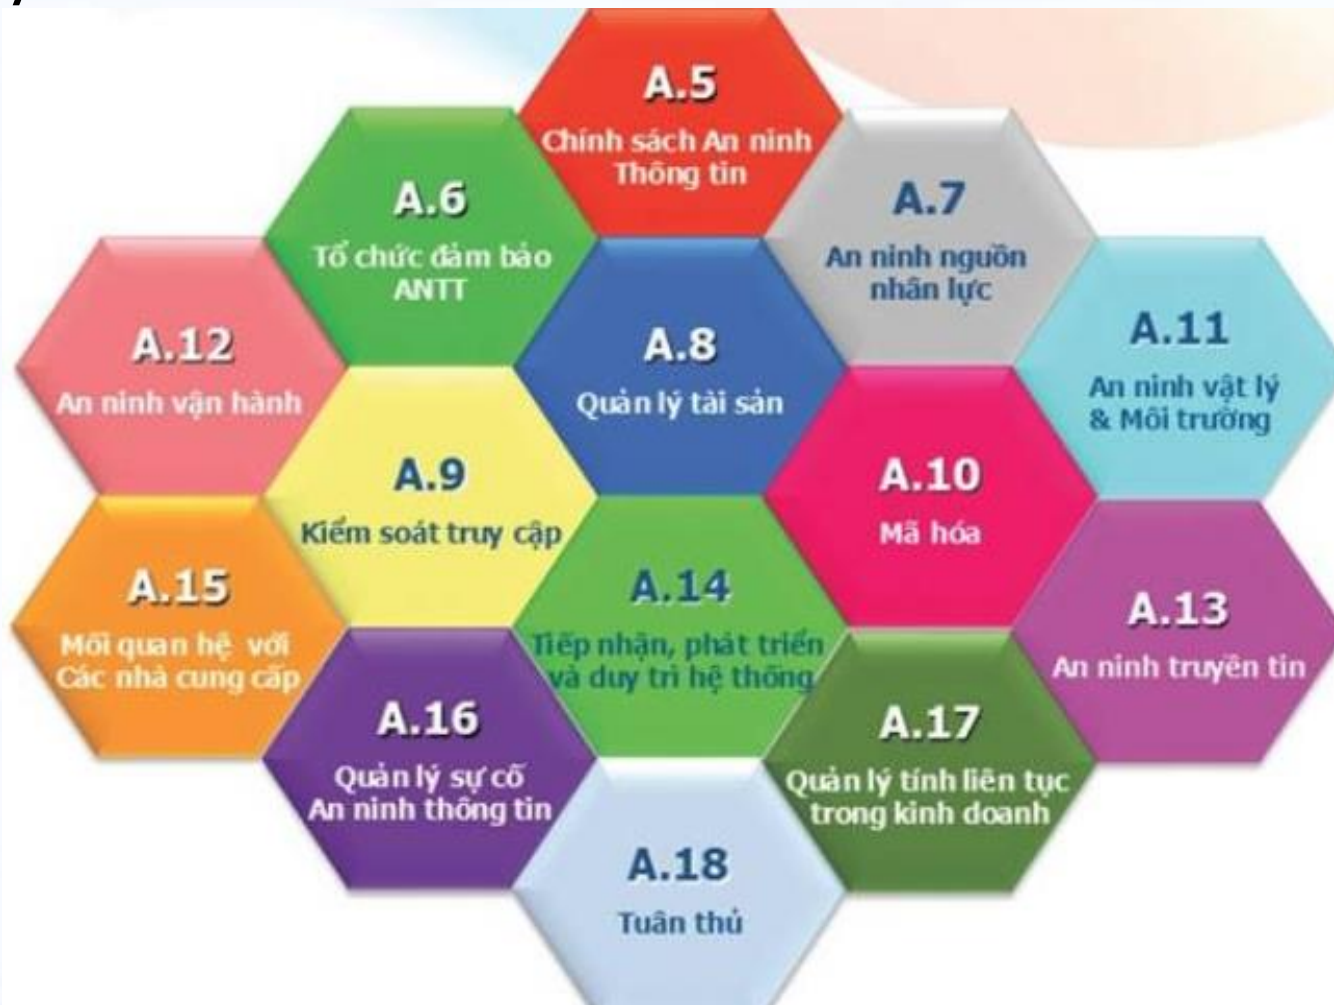 A.5
Chính sách An ninh
Thông tin
A.6
Tổ chức đảm bảo
ANTT
A.7
An ninh nguồn
nhân lực
A.12
An ninh vận hành
A.8
Quản lý tài sản
A.11
An ninh vật lý
& Môi trường
A.9
Kiểm soát truy cập
A.10
Mã hóa
A.15
Mối quan hệ với
Các nhà cung cấp
A.14
Tiếp nhận, phát triển
và duy trì hệ thống
A.13
An ninh truyền tin
A.16
Quản lý sự cố
An ninh thông tin
A.17
Quản lý tính liên tục
trong kinh doanh
A.18
Tuân thủ